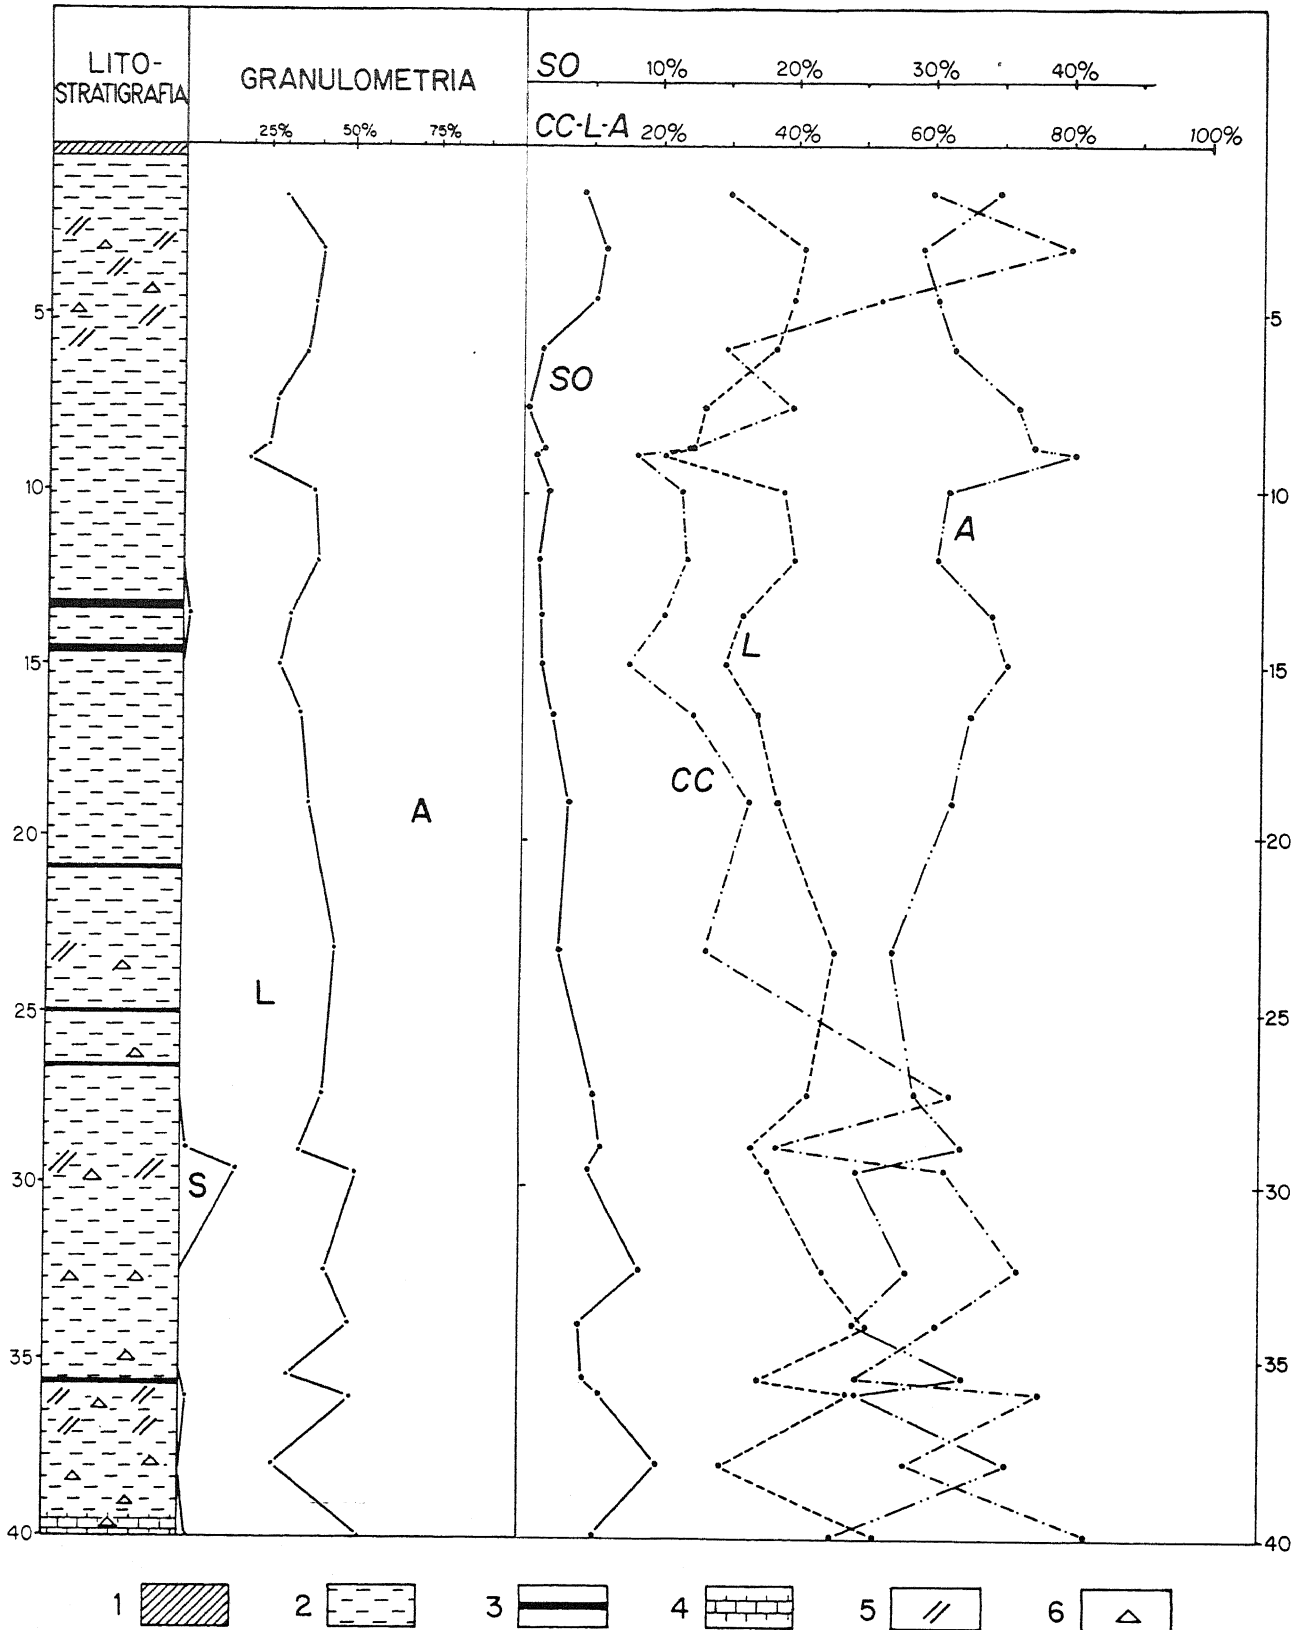 LITO-
STRATIGRAFIA
GRANULOMETRIA
25% 50% 75%
SO 10% 20% 30% 40%
CC-L-A 20% 40% 60% 80% 100%
5 5
SO
10 10
A
L
15 15
CC
A
20 20
L
25 25
S
30 30
35 35
40 40
1 2 3 4 5 6